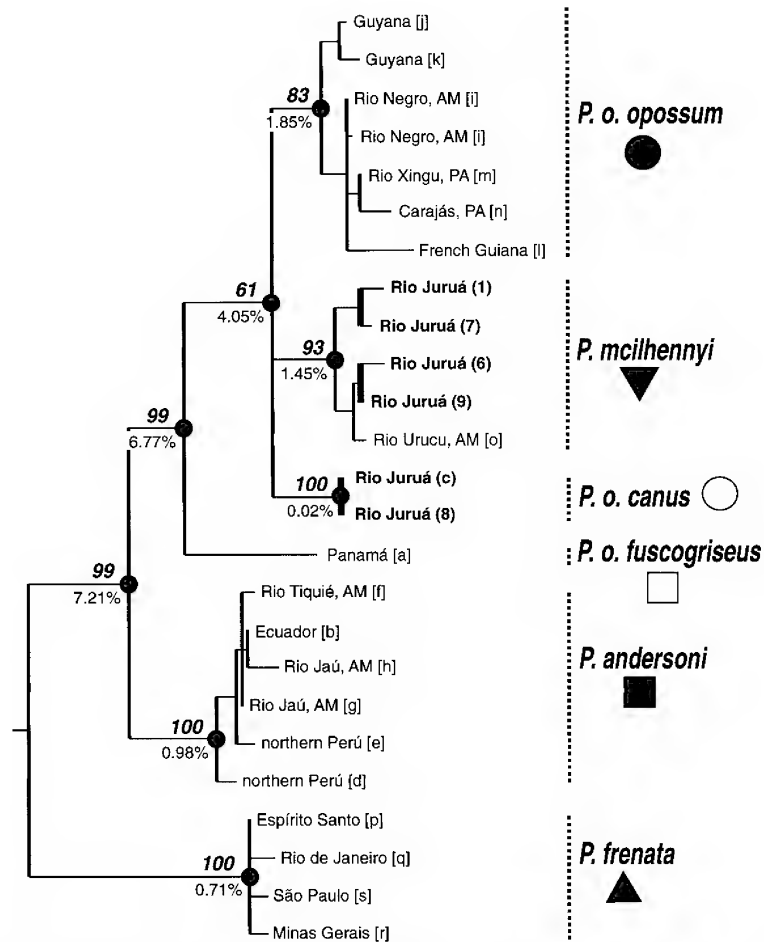 Guyana [j]
Guyana [k]
83
1.85%
Rio Negro, AM [i]
Rio Negro, AM [i]
Rio Xingu, PA [m]
Carajás, PA [n]
French Guiana [l]
P. o. opossum
61
4.05%
Rio Juruá (1)
Rio Juruá (7)
93
1.45%
Rio Juruá (6)
Rio Juruá (9)
Rio Urucu, AM [o]
P. mcilhennyi
99
6.77%
100
0.02%
Rio Juruá (c)
Rio Juruá (8)
P. o. canus
Panamá [a]
P. o. fuscogriseus
99
7.21%
Rio Tiquié, AM [f]
Ecuador [b]
Rio Jaú, AM [h]
Rio Jaú, AM [g]
northern Perú [e]
northern Perú [d]
100
0.98%
P. andersoni
Espírito Santo [p]
Rio de Janeiro [q]
São Paulo [s]
Minas Gerais [r]
100
0.71%
P. frenata